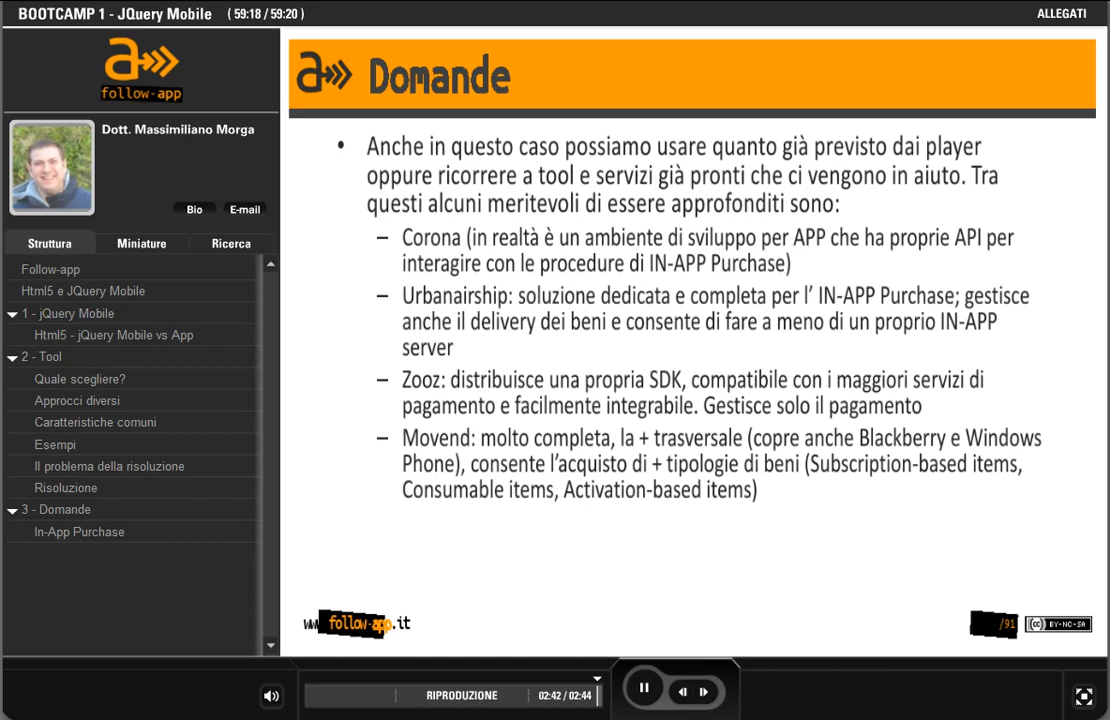 BOOTCAMP 1 - JQuery Mobile ( 59:18 / 59:20 )
ALLEGATI
a
follow-app
Dott. Massimiliano Morga
Bio
E-mail
Struttura
Miniature
Ricerca
Follow-app
Html5 e JQuery Mobile
1 - jQuery Mobile
Html5 - jQuery Mobile vs App
2 - Tool
Quale scegliere?
Approcci diversi
Caratteristiche comuni
Esempi
Il problema della risoluzione
Risoluzione
3 - Domande
In-App Purchase
a Domande
• Anche in questo caso possiamo usare quanto già previsto dai player
oppure ricorrere a tool e servizi già pronti che ci vengono in aiuto. Tra
questi alcuni meritevoli di essere approfonditi sono:
– Corona (in realtà è un ambiente di sviluppo per APP che ha proprie API per
interagire con le procedure di IN-APP Purchase)
– Urbanairship: soluzione dedicata e completa per l’ IN-APP Purchase; gestisce
anche il delivery dei beni e consente di fare a meno di un proprio IN-APP
server
– Zooz: distribuisce una propria SDK, compatibile con i maggiori servizi di
pagamento e facilmente integrabile. Gestisce solo il pagamento
– Movend: molto completa, la + trasversale (copre anche Blackberry e Windows
Phone), consente l’acquisto di + tipologie di beni (Subscription-based items,
Consumable items, Activation-based items)
www.follow-app.it
/91
cc BY-NC-SA
RIPRODUZIONE
02:42 / 02:44